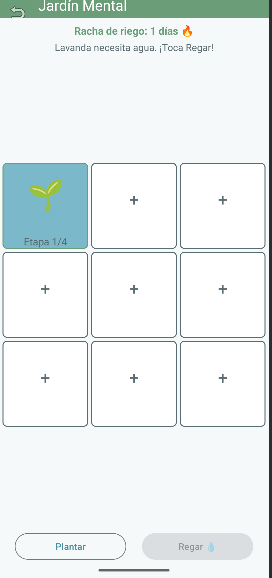 Jardín Mental
Racha de riego: 1 días 🔥
Lavanda necesita agua. ¡Toca Regar!
+ +
Etapa 1/4
+ + +
+ + +
Plantar Regar 💧